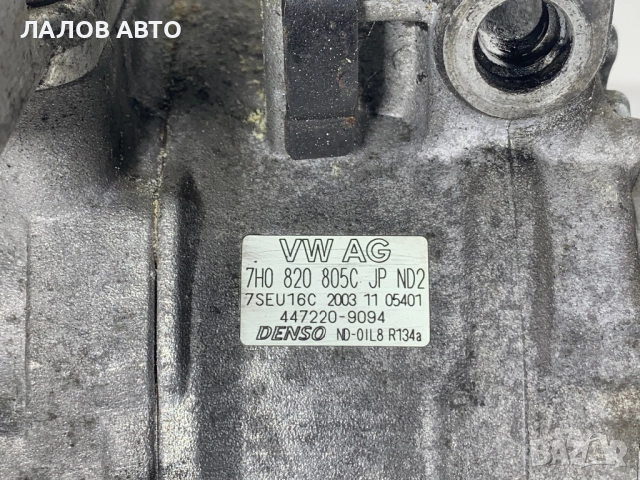 ЛАЛОВ АВТО
VW AG
7H0 820 805C JP ND2
7SEU16C 2003 11 05401
447220-9094
DENSO ND-OIL8 R134a
BAZAR